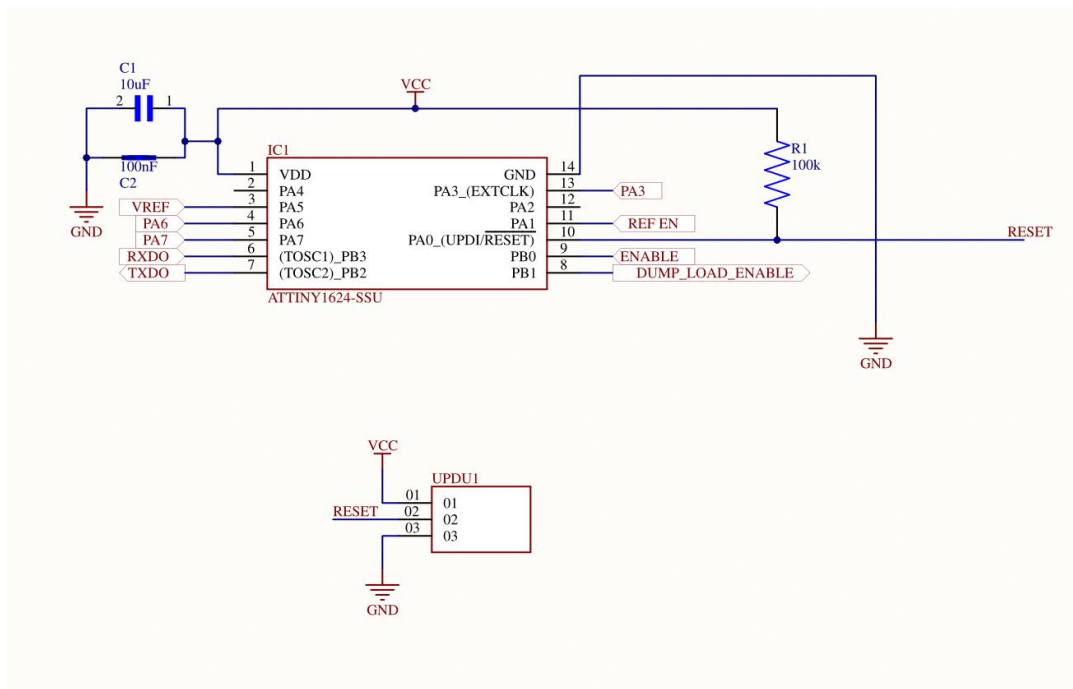 C1
10uF
2 1
100nF
C2
GND
VCC
IC1
1 VDD
2 PA4
VREF 3 PA5
PA6 4 PA6
PA7 5 PA7
RXDO 6 (TOSC1)_PB3
TXDO 7 (TOSC2)_PB2
GND 14
PA3_(EXTCLK) 13 PA3
PA2 12
PA1 11 REF EN
PA0_(UPDI/RESET) 10
PB0 9 ENABLE
PB1 8 DUMP_LOAD_ENABLE
ATTINY1624-SSU
R1
100k
RESET
GND
VCC
UPDU1
01 01
RESET 02 02
03 03
GND